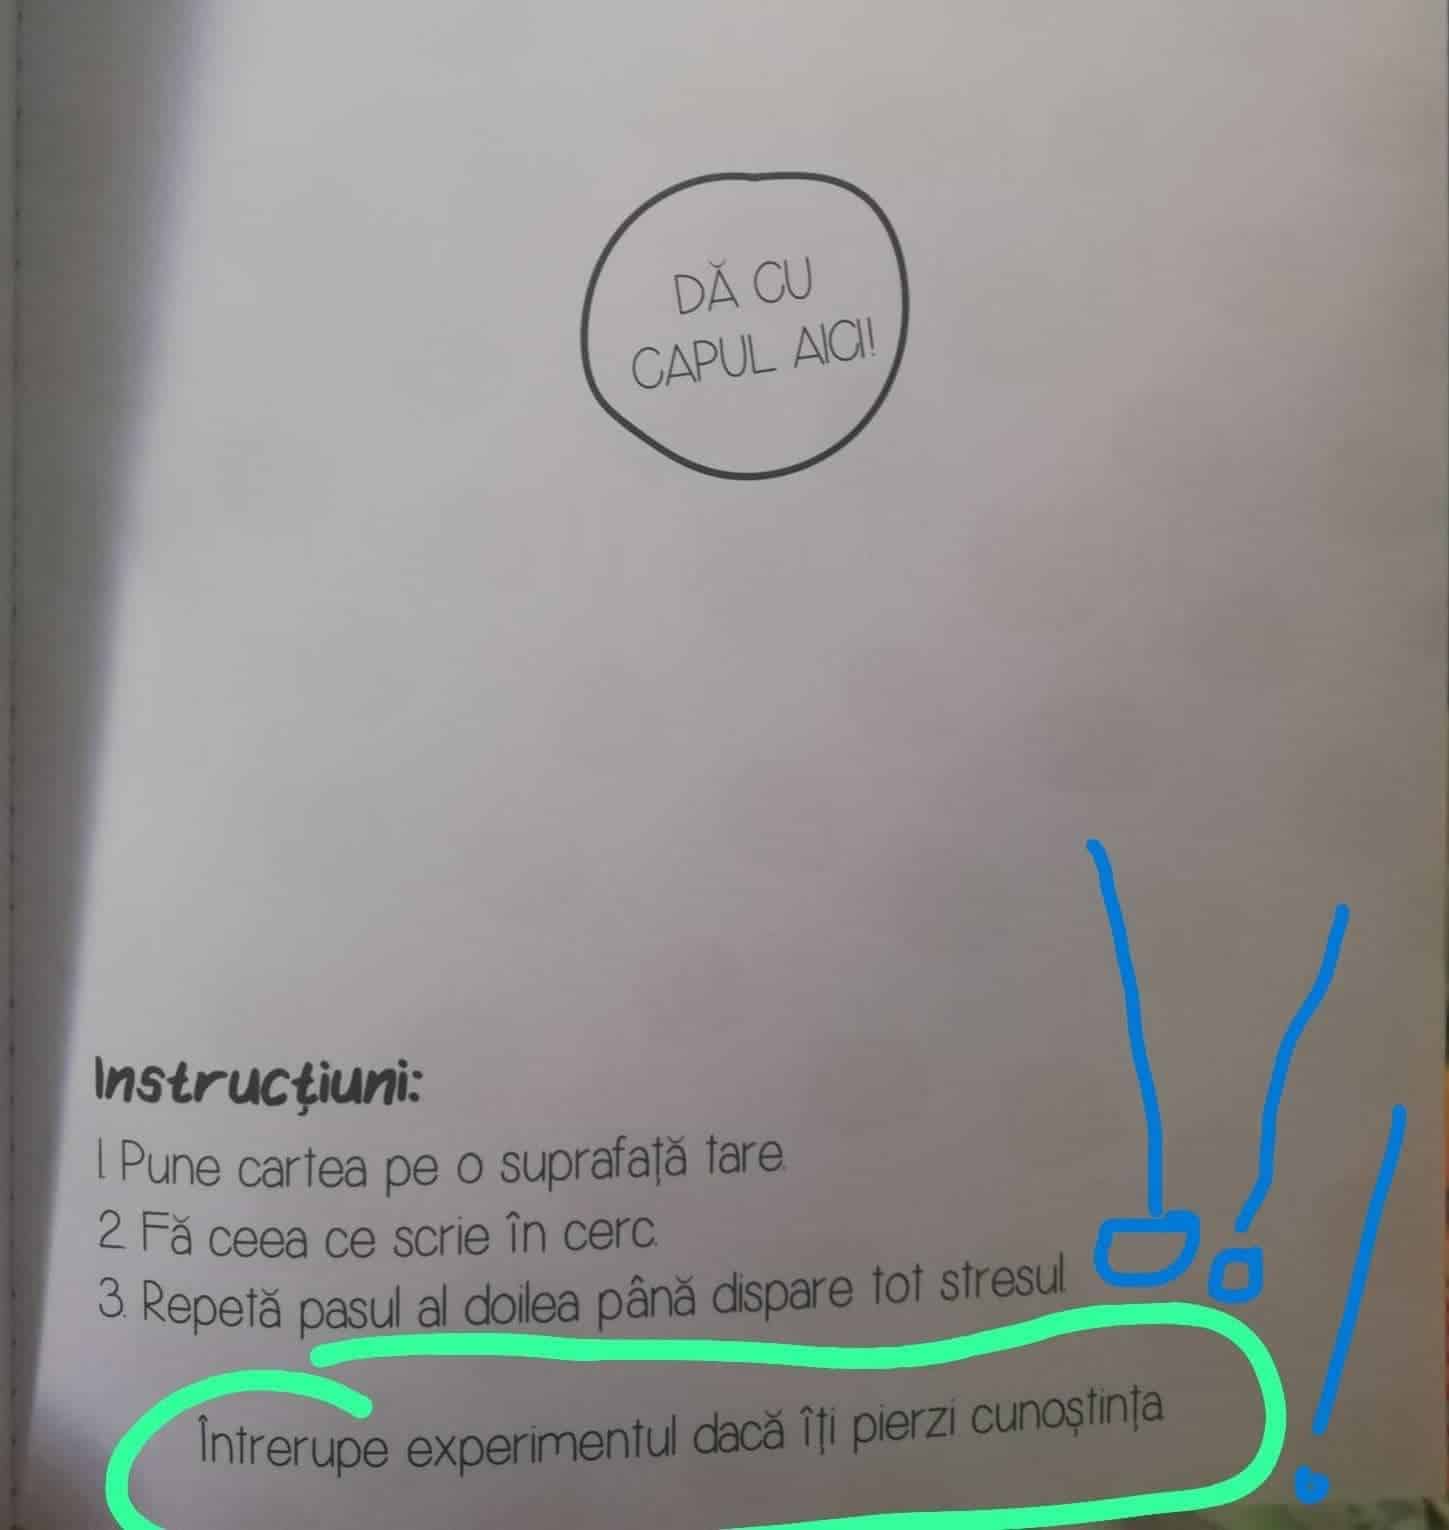 DĂ CU
CAPUL AICI!
Instrucțiuni:
1. Pune cartea pe o suprafață tare.
2. Fă ceea ce scrie în cerc.
3. Repetă pasul al doilea până dispare tot stresul.
Întrerupe experimentul dacă îți pierzi cunoștința